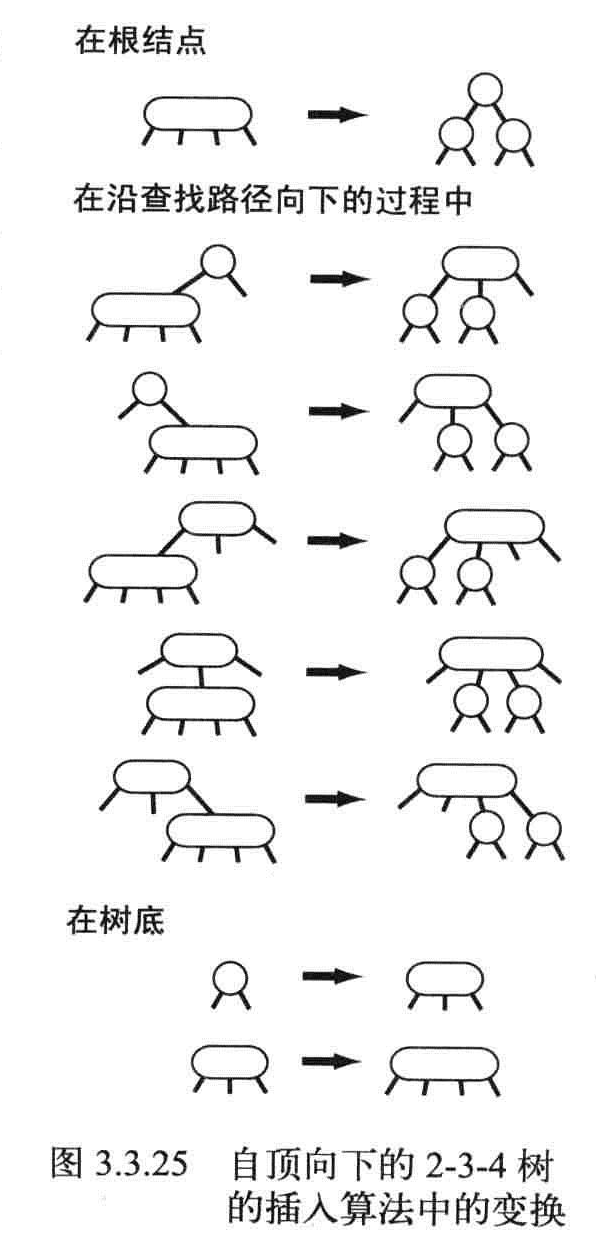 在根结点
在沿查找路径向下的过程中
在树底
图 3.3.25 自顶向下的 2-3-4 树
的插入算法中的变换